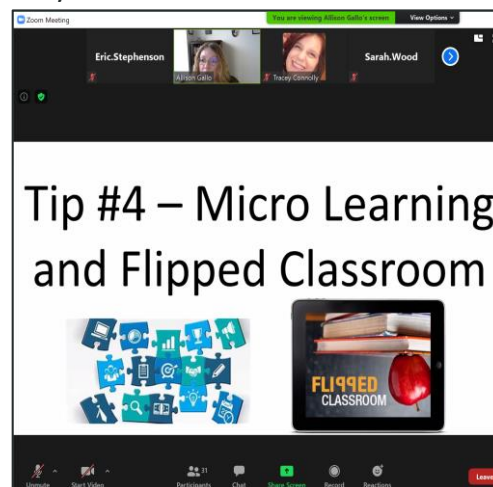 Zoom Meeting
You are viewing Allison Gallo's screen
View Options
Eric.Stephenson
Allison Gallo
Tracey Connolly
Sarah.Wood
Tip #4 – Micro Learning
and Flipped Classroom
FLIPPED
CLASSROOM
Unmute
Start Video
Participants
31
Chat
Share Screen
Record
Reactions
Leave